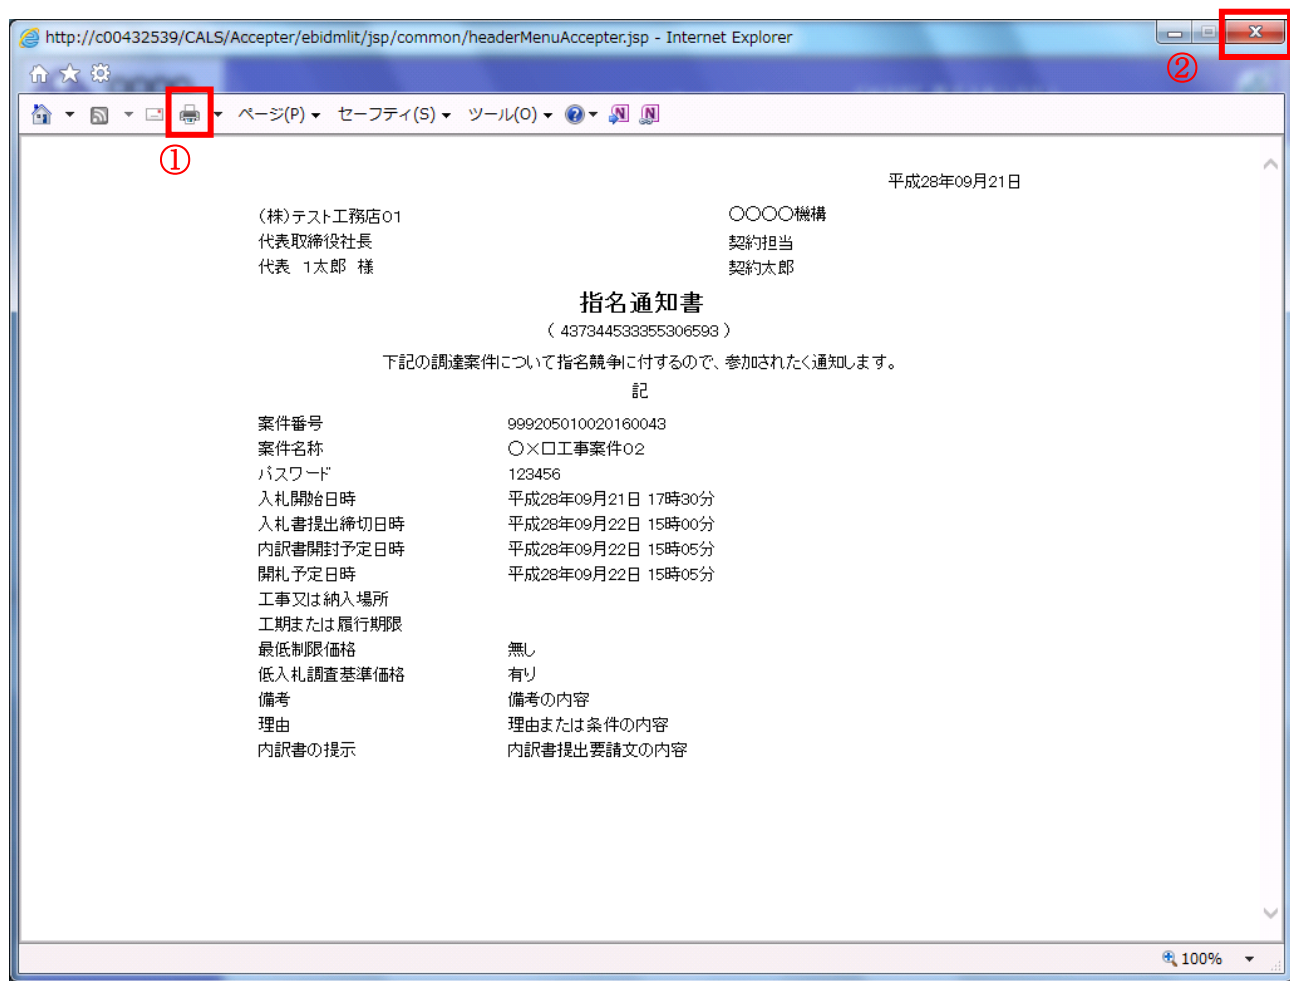 http://c00432539/CALS/Accepter/ebidmlit/jsp/common/headerMenuAccepter.jsp - Internet Explorer
②
ページ(P) セーフティ(S) ツール(O)
①
平成28年09月21日
(株)テスト工務店01 〇〇〇〇機構
代表取締役社長 契約担当
代表 1太郎 様 契約太郎
指名通知書
( 437344533355306593 )
下記の調達案件について指名競争に付するので、参加されたく通知します。
記
案件番号 999205010020160043
案件名称 〇×口工事案件02
パスワード 123456
入札開始日時 平成28年09月21日 17時30分
入札書提出締切日時 平成28年09月22日 15時00分
内訳書開封予定日時 平成28年09月22日 15時05分
開札予定日時 平成28年09月22日 15時05分
工事又は納入場所
工期または履行期限
最低制限価格 無し
低入札調査基準価格 有り
備考 備考の内容
理由 理由または条件の内容
内訳書の提示 内訳書提出要請文の内容
100%